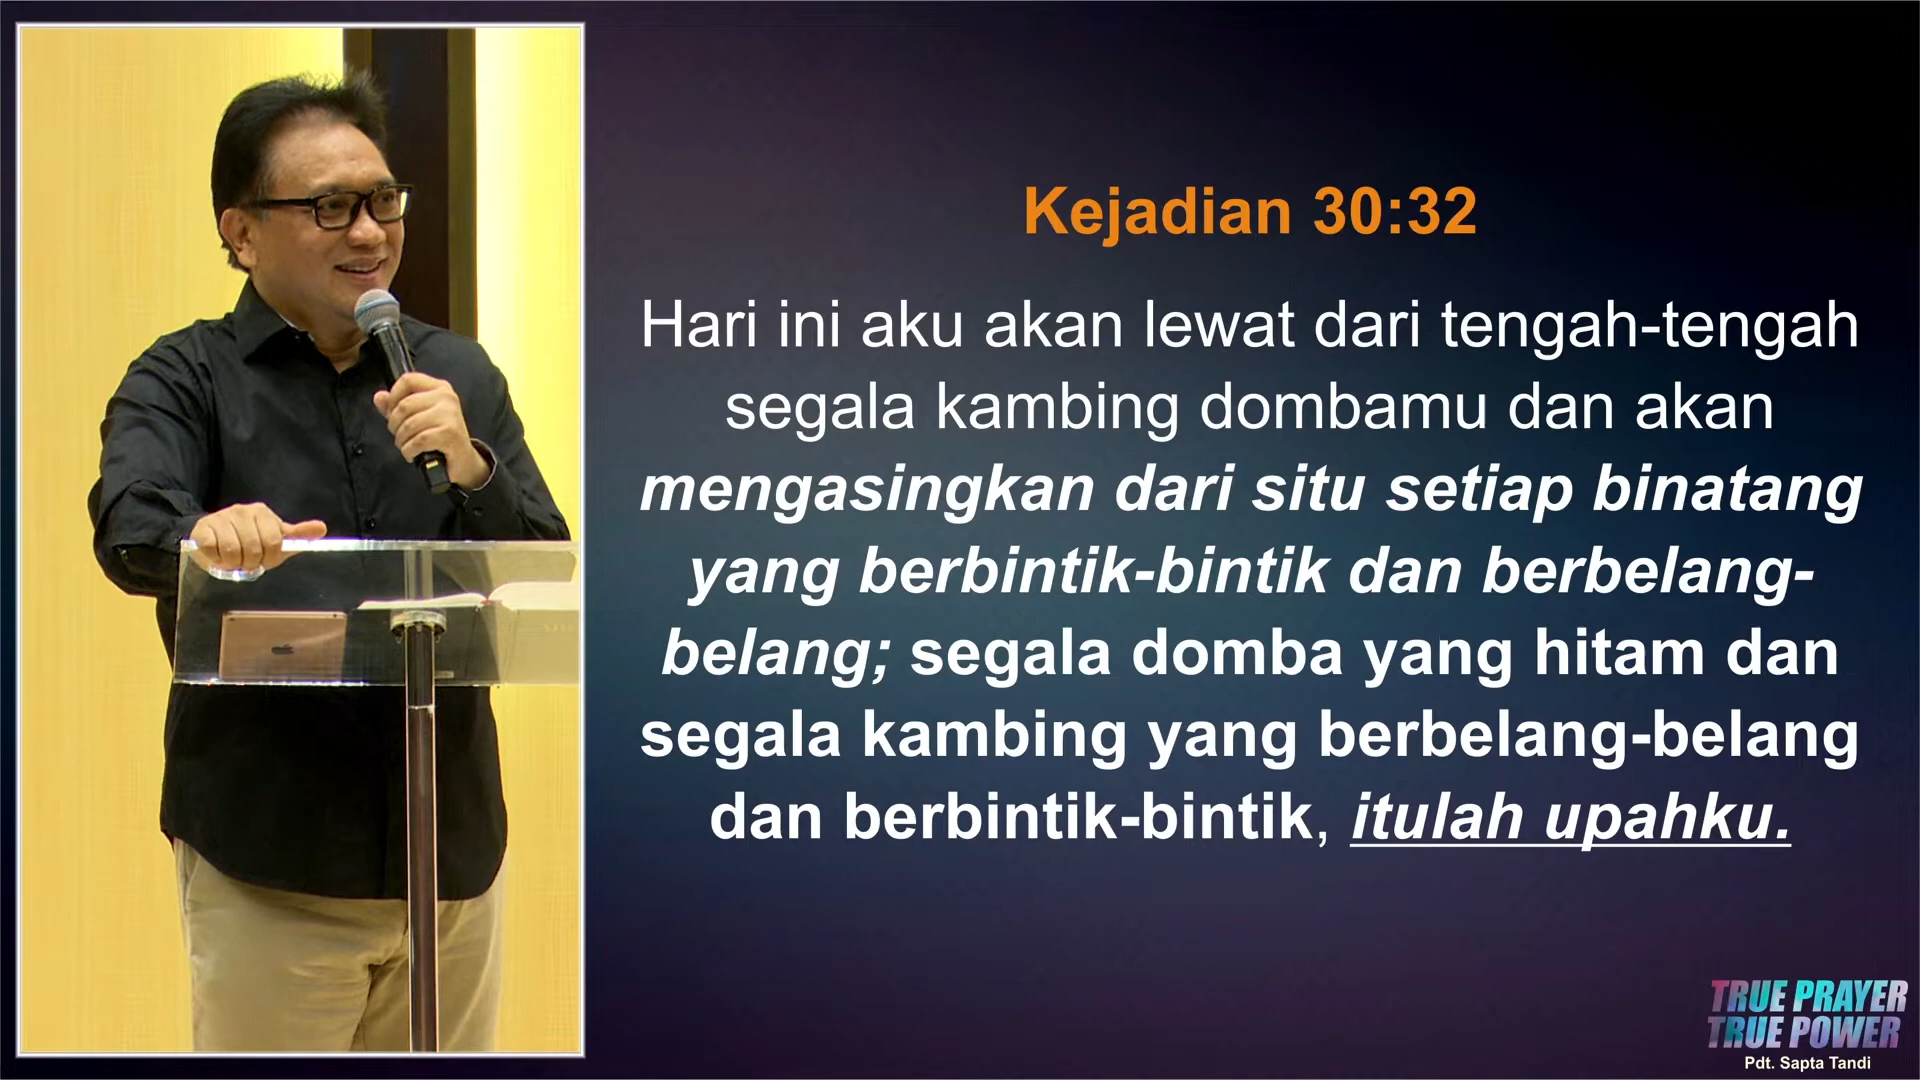 Kejadian 30:32
Hari ini aku akan lewat dari tengah-tengah
segala kambing dombamu dan akan
mengasingkan dari situ setiap binatang
yang berbintik-bintik dan berbelang-
belang; segala domba yang hitam dan
segala kambing yang berbelang-belang
dan berbintik-bintik, itulah upahku.
TRUE PRAYER
TRUE POWER
Pdt. Sapta Tandi